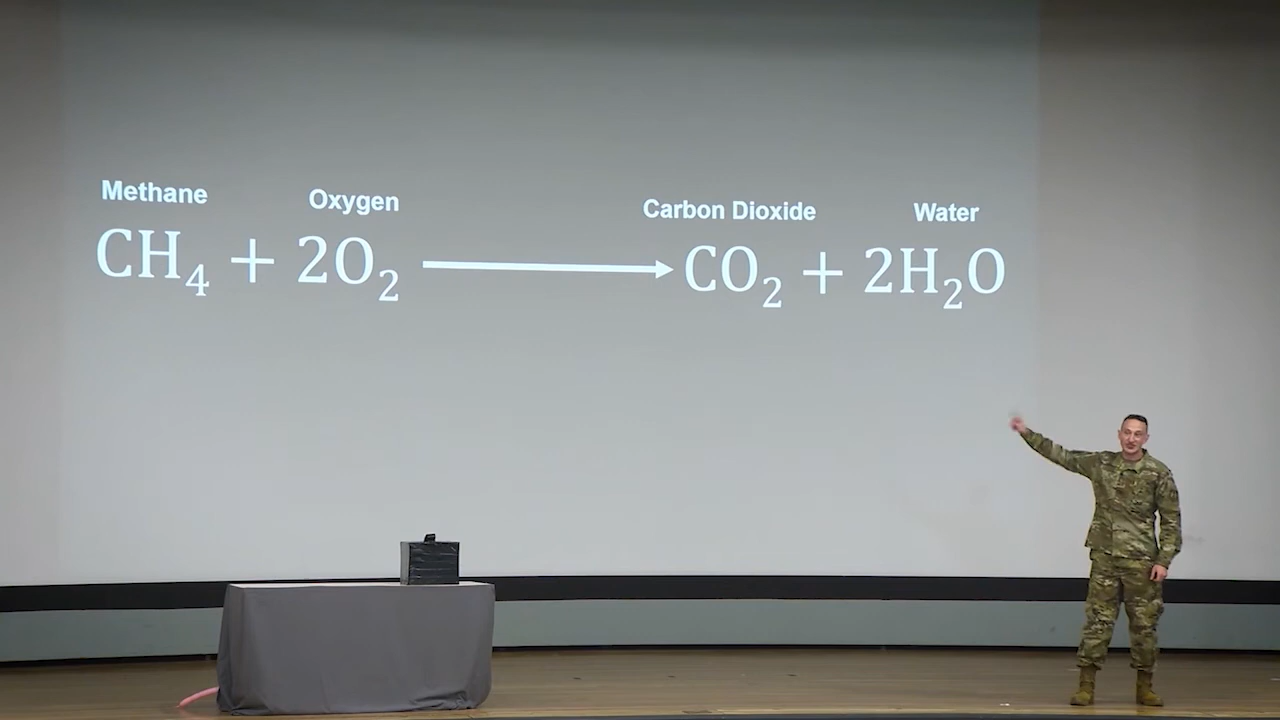 Methane Oxygen Carbon Dioxide Water
CH₄ + 2O₂ ⟶ CO₂ + 2H₂O